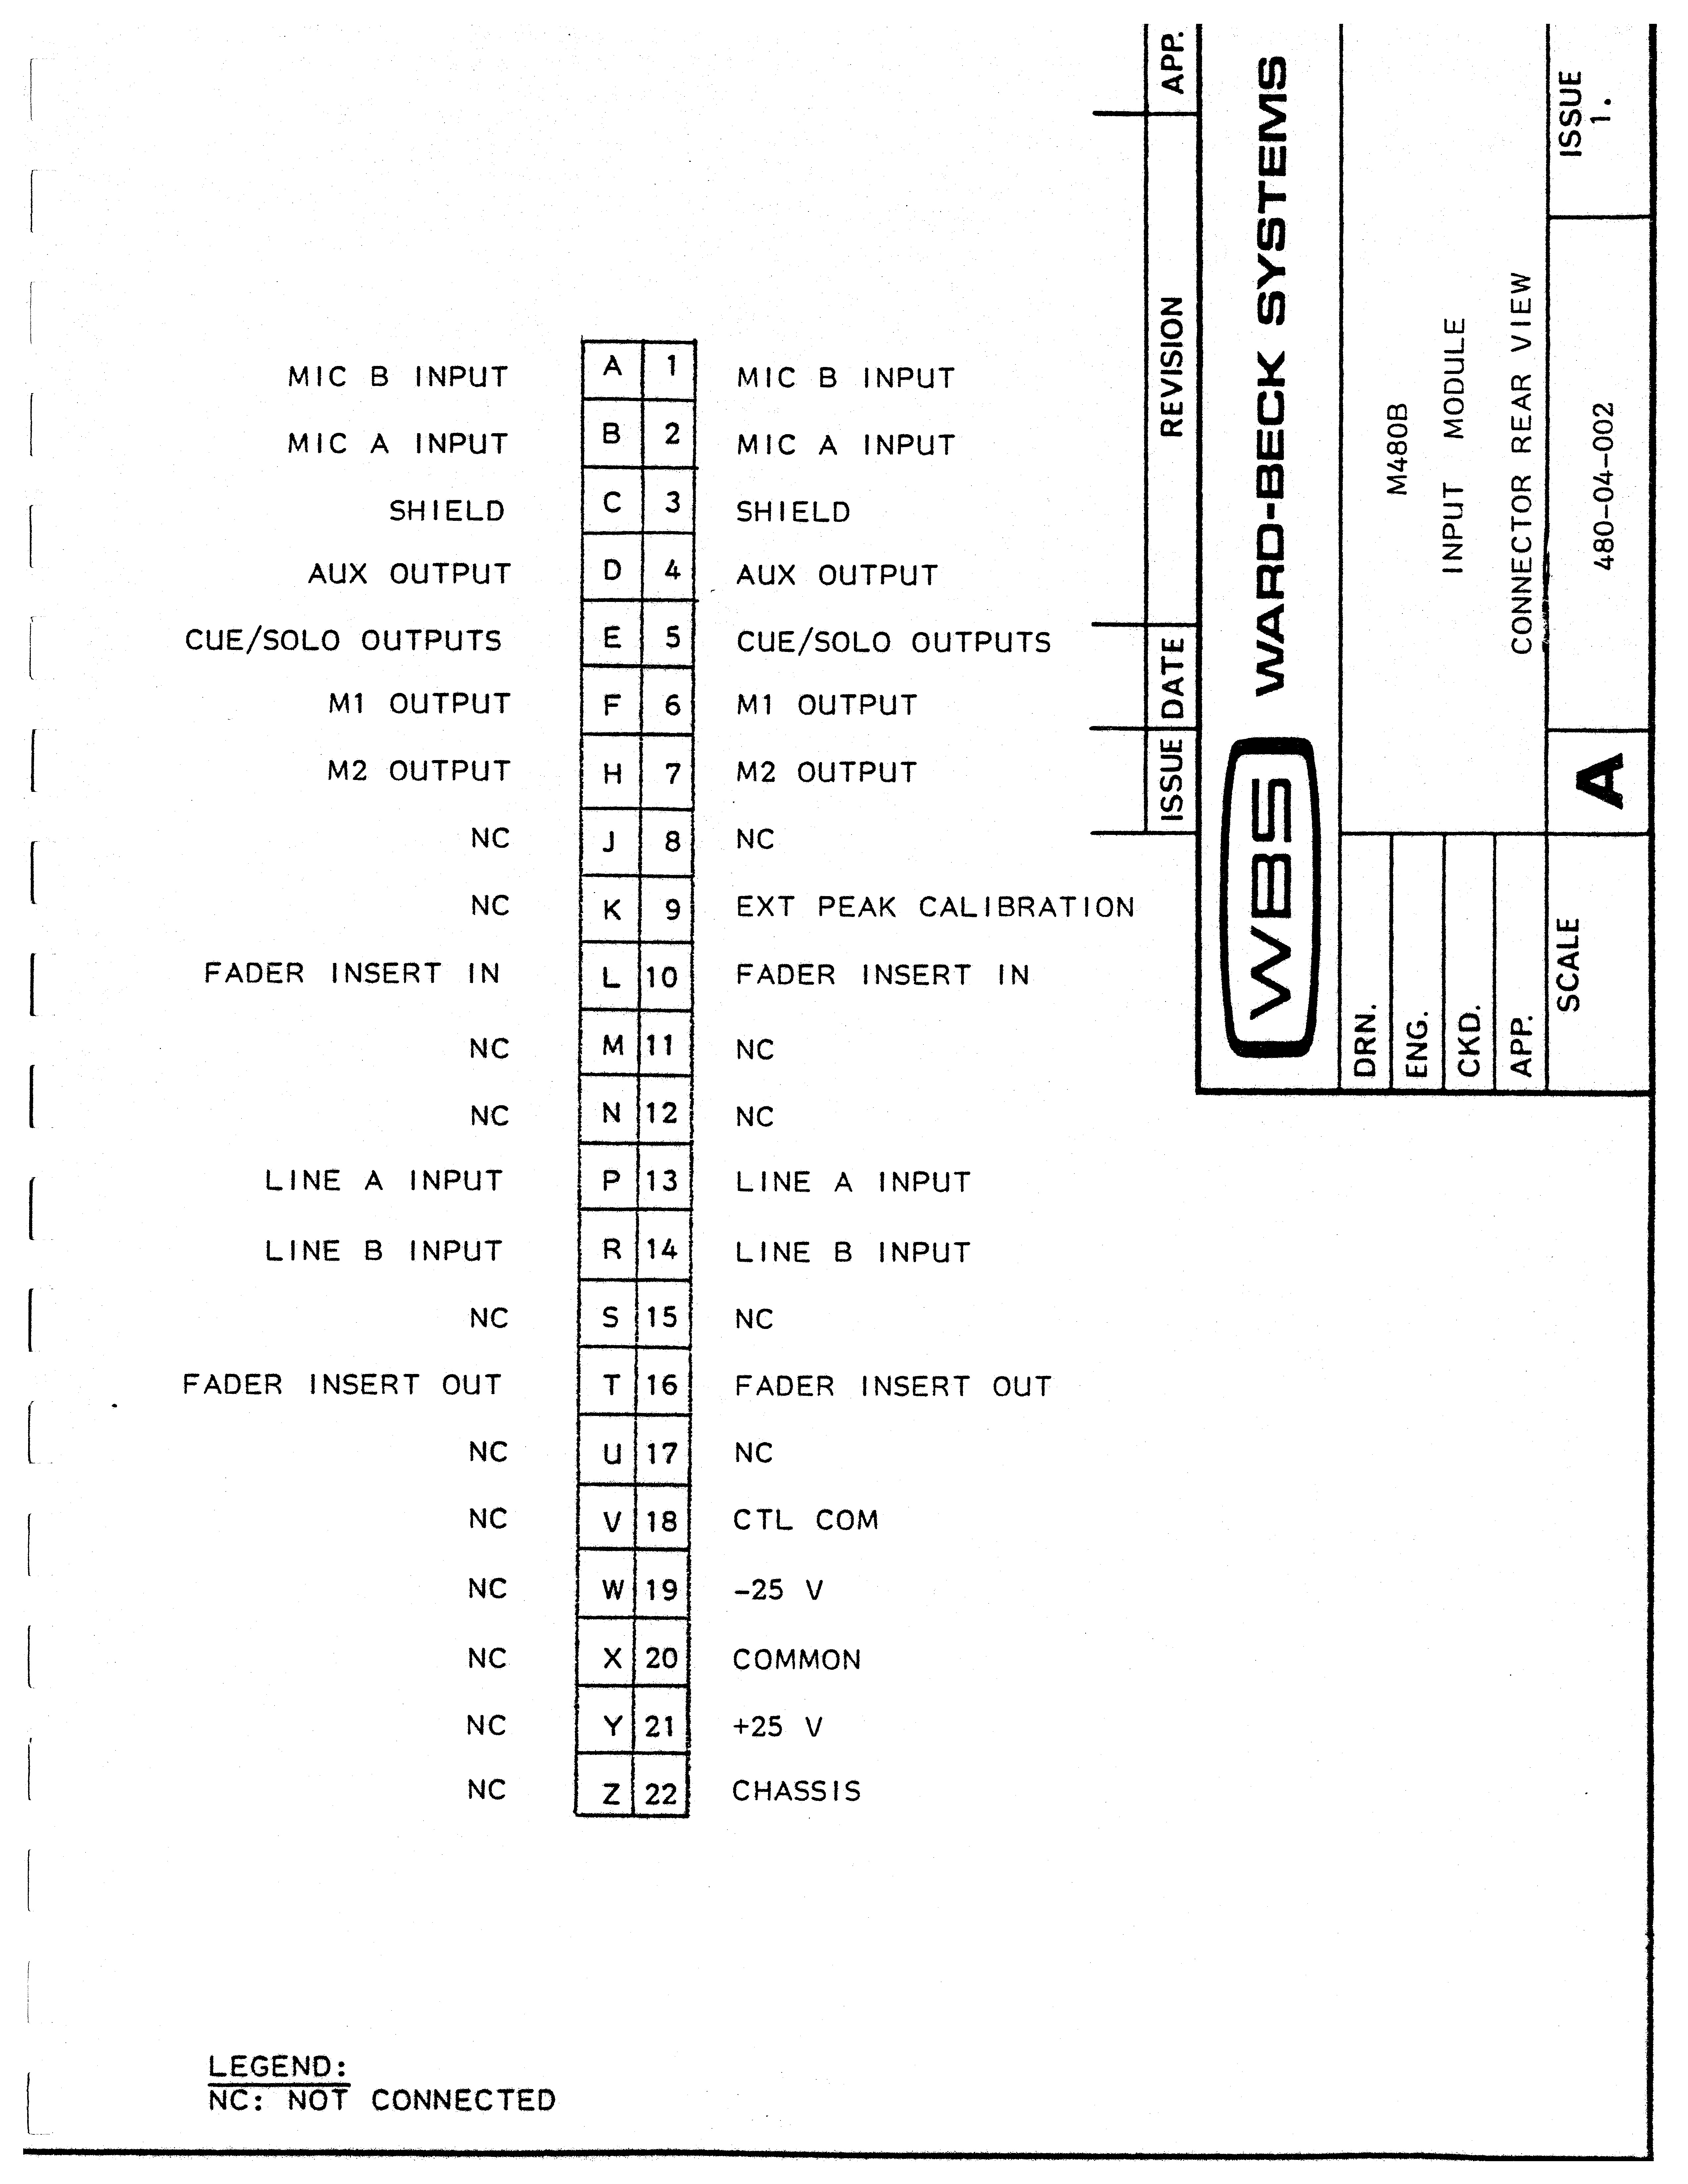 MIC B INPUT A 1 MIC B INPUT
MIC A INPUT B 2 MIC A INPUT
SHIELD C 3 SHIELD
AUX OUTPUT D 4 AUX OUTPUT
CUE/SOLO OUTPUTS E 5 CUE/SOLO OUTPUTS
M1 OUTPUT F 6 M1 OUTPUT
M2 OUTPUT H 7 M2 OUTPUT
NC J 8 NC
NC K 9 EXT PEAK CALIBRATION
FADER INSERT IN L 10 FADER INSERT IN
NC M 11 NC
NC N 12 NC
LINE A INPUT P 13 LINE A INPUT
LINE B INPUT R 14 LINE B INPUT
NC S 15 NC
FADER INSERT OUT T 16 FADER INSERT OUT
NC U 17 NC
NC V 18 CTL COM
NC W 19 -25 V
NC X 20 COMMON
NC Y 21 +25 V
NC Z 22 CHASSIS
LEGEND:
NC: NOT CONNECTED
ISSUE DATE REVISION APP.
WBS WARD-BECK SYSTEMS
DRN.
ENG.
CKD.
APP.
M480B
INPUT MODULE
CONNECTOR REAR VIEW
SCALE
A
480-04-002
ISSUE
1.